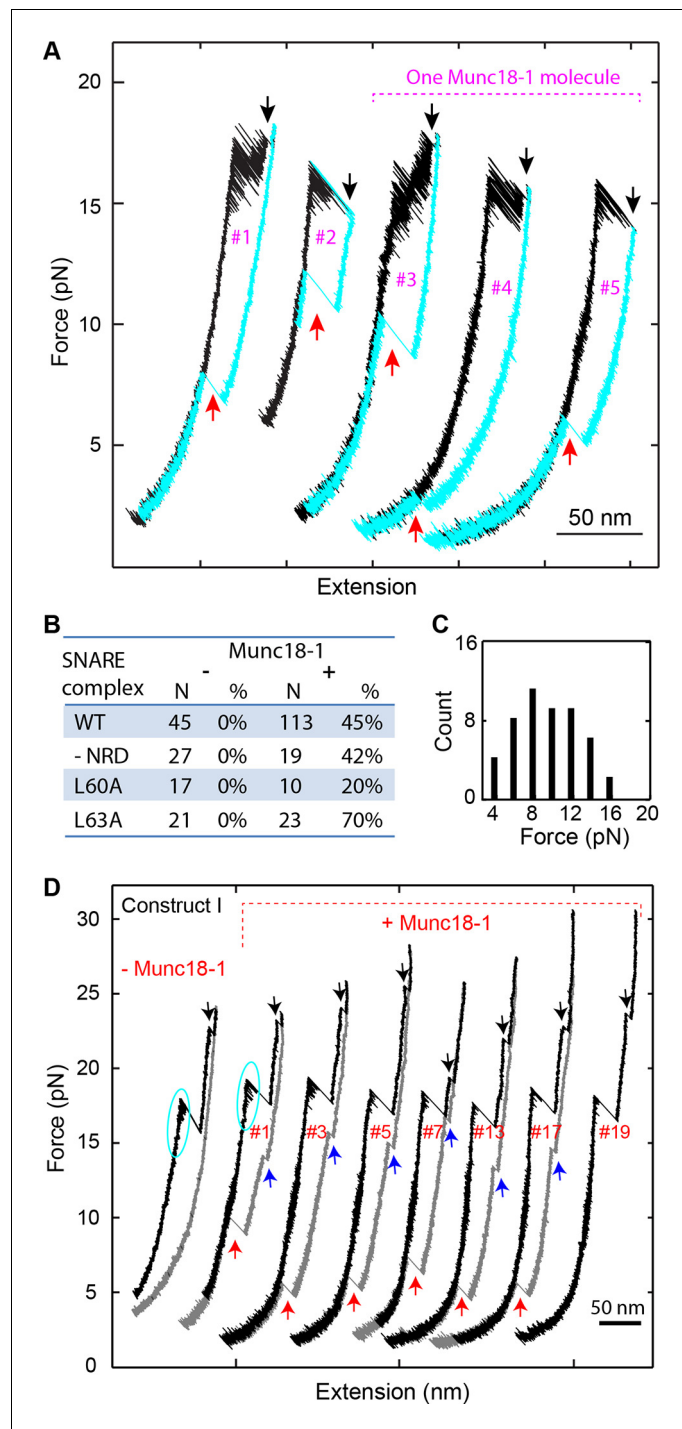 A
One Munc18-1 molecule
20
15
10
5
Force (pN)
#1
#2
#3
#4
#5
50 nm
Extension
B
SNARE complex
Munc18-1
- +
N % N %
WT 45 0% 113 45%
- NRD 27 0% 19 42%
L60A 17 0% 10 20%
L63A 21 0% 23 70%
C
16
8
0
Count
4 8 12 16 20
Force (pN)
D
Construct I
+ Munc18-1
- Munc18-1
30
25
20
15
10
5
0
Force (pN)
#1 #3 #5 #7 #13 #17 #19
50 nm
Extension (nm)